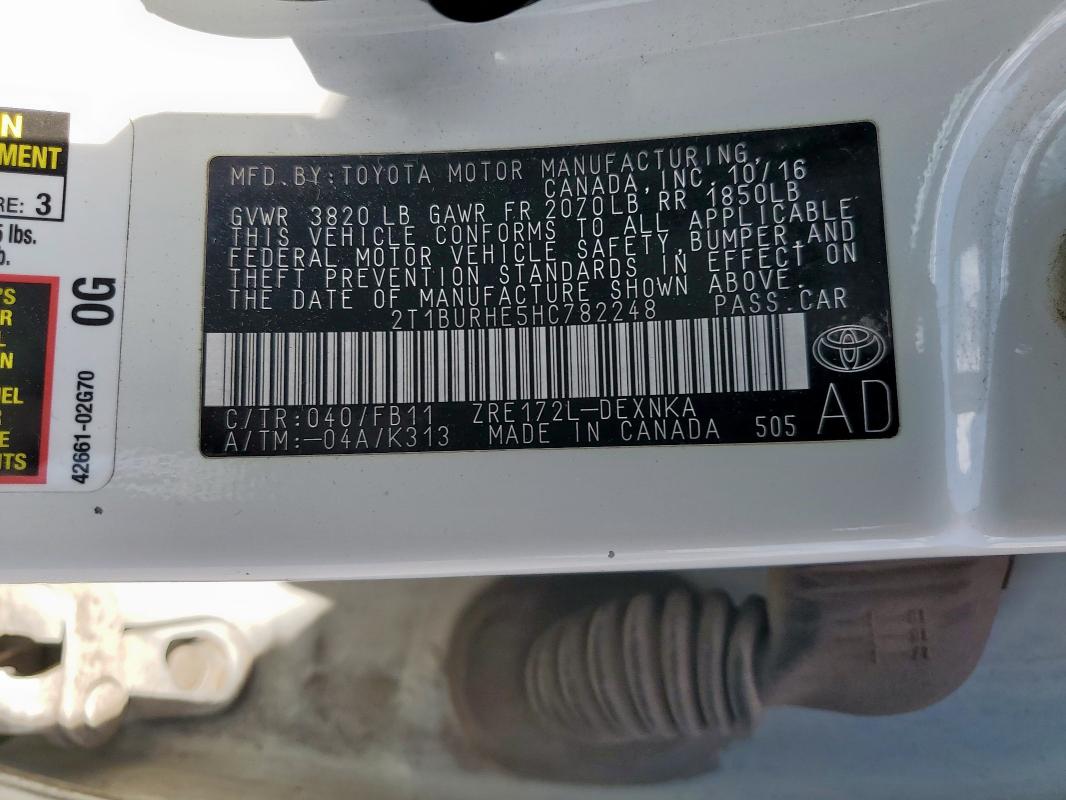 MFD. BY: TOYOTA MOTOR MANUFACTURING,
CANADA, INC. 10/16
GVWR 3820 LB GAWR FR 2070LB RR 1850LB
THIS VEHICLE CONFORMS TO ALL APPLICABLE
FEDERAL MOTOR VEHICLE SAFETY, BUMPER AND
THEFT PREVENTION STANDARDS IN EFFECT ON
THE DATE OF MANUFACTURE SHOWN ABOVE.
2T1BURHE5HC782248 PASS. CAR
C/TR: 040/FB11 ZRE172L-DEXNKA
A/TM: -04A/K313 MADE IN CANADA 505
AD
0G
42661-02G70
3
lbs.